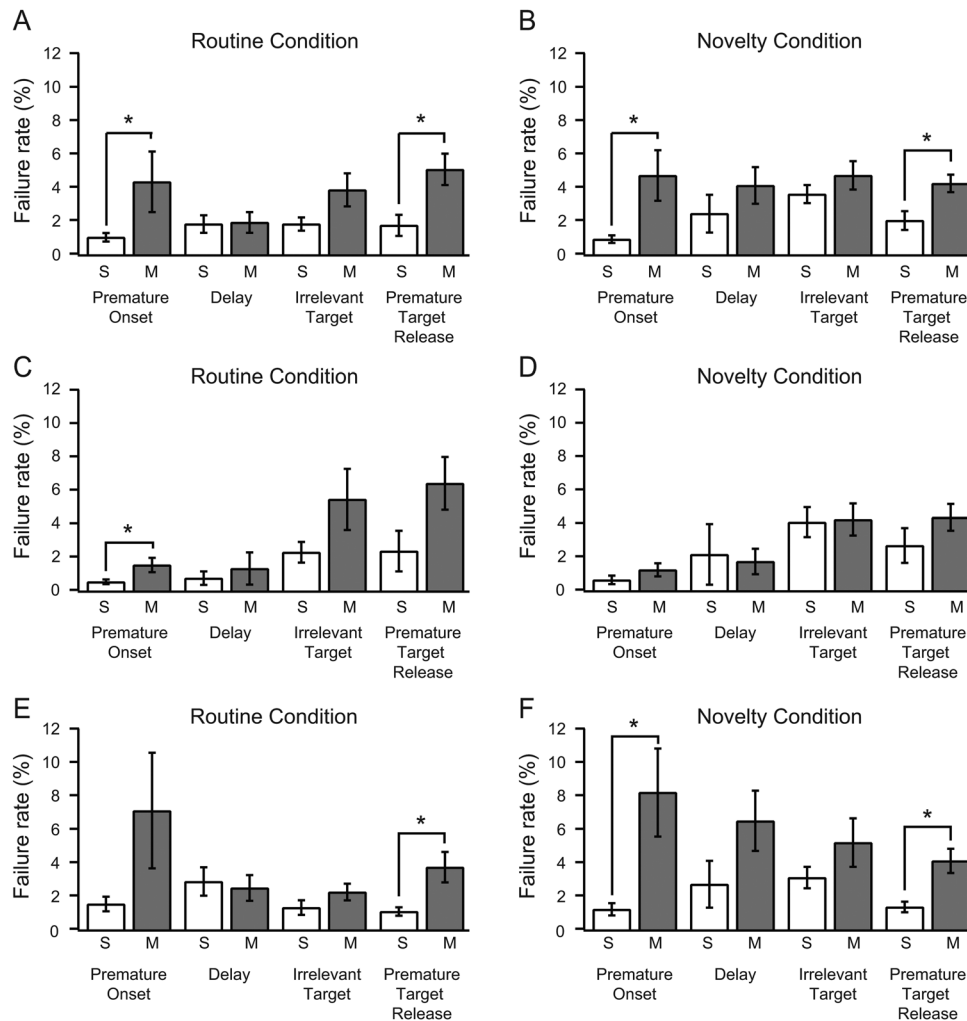 A
Routine Condition
Failure rate (%)
12
10
8
6
4
2
0
*
*
S M S M S M S M
Premature Onset
Delay
Irrelevant Target
Premature Target Release
B
Novelty Condition
Failure rate (%)
12
10
8
6
4
2
0
*
*
S M S M S M S M
Premature Onset
Delay
Irrelevant Target
Premature Target Release
C
Routine Condition
Failure rate (%)
12
10
8
6
4
2
0
*
S M S M S M S M
Premature Onset
Delay
Irrelevant Target
Premature Target Release
D
Novelty Condition
Failure rate (%)
12
10
8
6
4
2
0
S M S M S M S M
Premature Onset
Delay
Irrelevant Target
Premature Target Release
E
Routine Condition
Failure rate (%)
12
10
8
6
4
2
0
*
S M S M S M S M
Premature Onset
Delay
Irrelevant Target
Premature Target Release
F
Novelty Condition
Failure rate (%)
12
10
8
6
4
2
0
*
*
S M S M S M S M
Premature Onset
Delay
Irrelevant Target
Premature Target Release